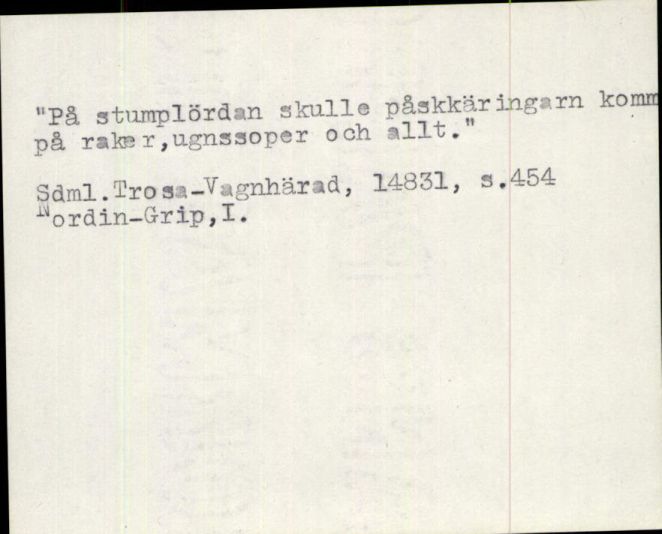 "På stumplördan skulle påskkäringarn komm
på raker,ugnssoper och allt."
Sdml.Trosa-Vagnhärad, 14831, s.454
Nordin-Grip,I.